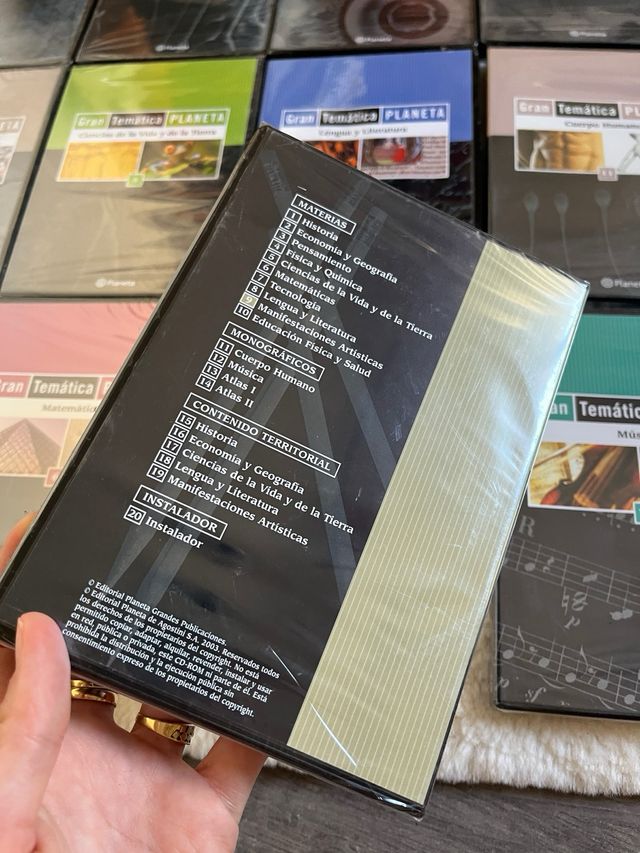 Planeta
Planeta
Gran Temática PLANETA
Ciencias de la Vida y de la Tierra
5
Planeta
Gran Temática PLANETA
Lengua y Literatura
Gran Temática PLANETA
Cuerpo Humano
11
Planeta
Gran Temática
Matemáticas
Gran Temática
MATERIAS
1 Historia
2 Economía y Geografía
3 Pensamiento
4 Física y Química
5 Ciencias de la Vida y de la Tierra
6 Matemáticas
7 Tecnología
8 Lengua y Literatura
9 Manifestaciones Artísticas
10 Educación Física y Salud
MONOGRÁFICOS
11 Cuerpo Humano
12 Música
13 Atlas I
14 Atlas II
CONTENIDO TERRITORIAL
15 Historia
16 Economía y Geografía
17 Ciencias de la Vida y de la Tierra
18 Lengua y Literatura
19 Manifestaciones Artísticas
INSTALADOR
20 Instalador
© Editorial Planeta Grandes Publicaciones.
© Editorial Planeta de Agostini S.A. 2003. Reservados todos
los derechos de los propietarios del copyright. No está
permitido copiar, adaptar, alquilar, revender, instalar y usar
en red, pública o privada, este CD-ROM ni parte de él. Está
prohibida la distribución y la ejecución pública sin
consentimiento expreso de los propietarios del copyright.